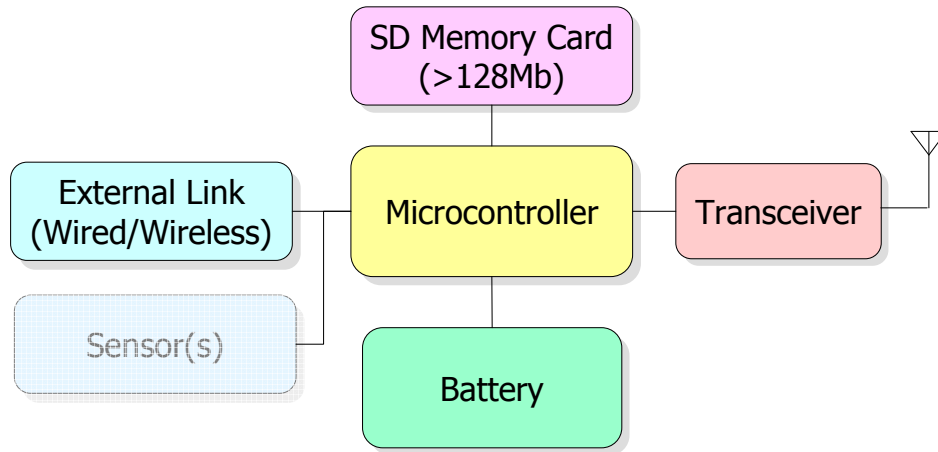 SD Memory Card
(>128Mb)
External Link
(Wired/Wireless)
Microcontroller
Transceiver
Sensor(s)
Battery